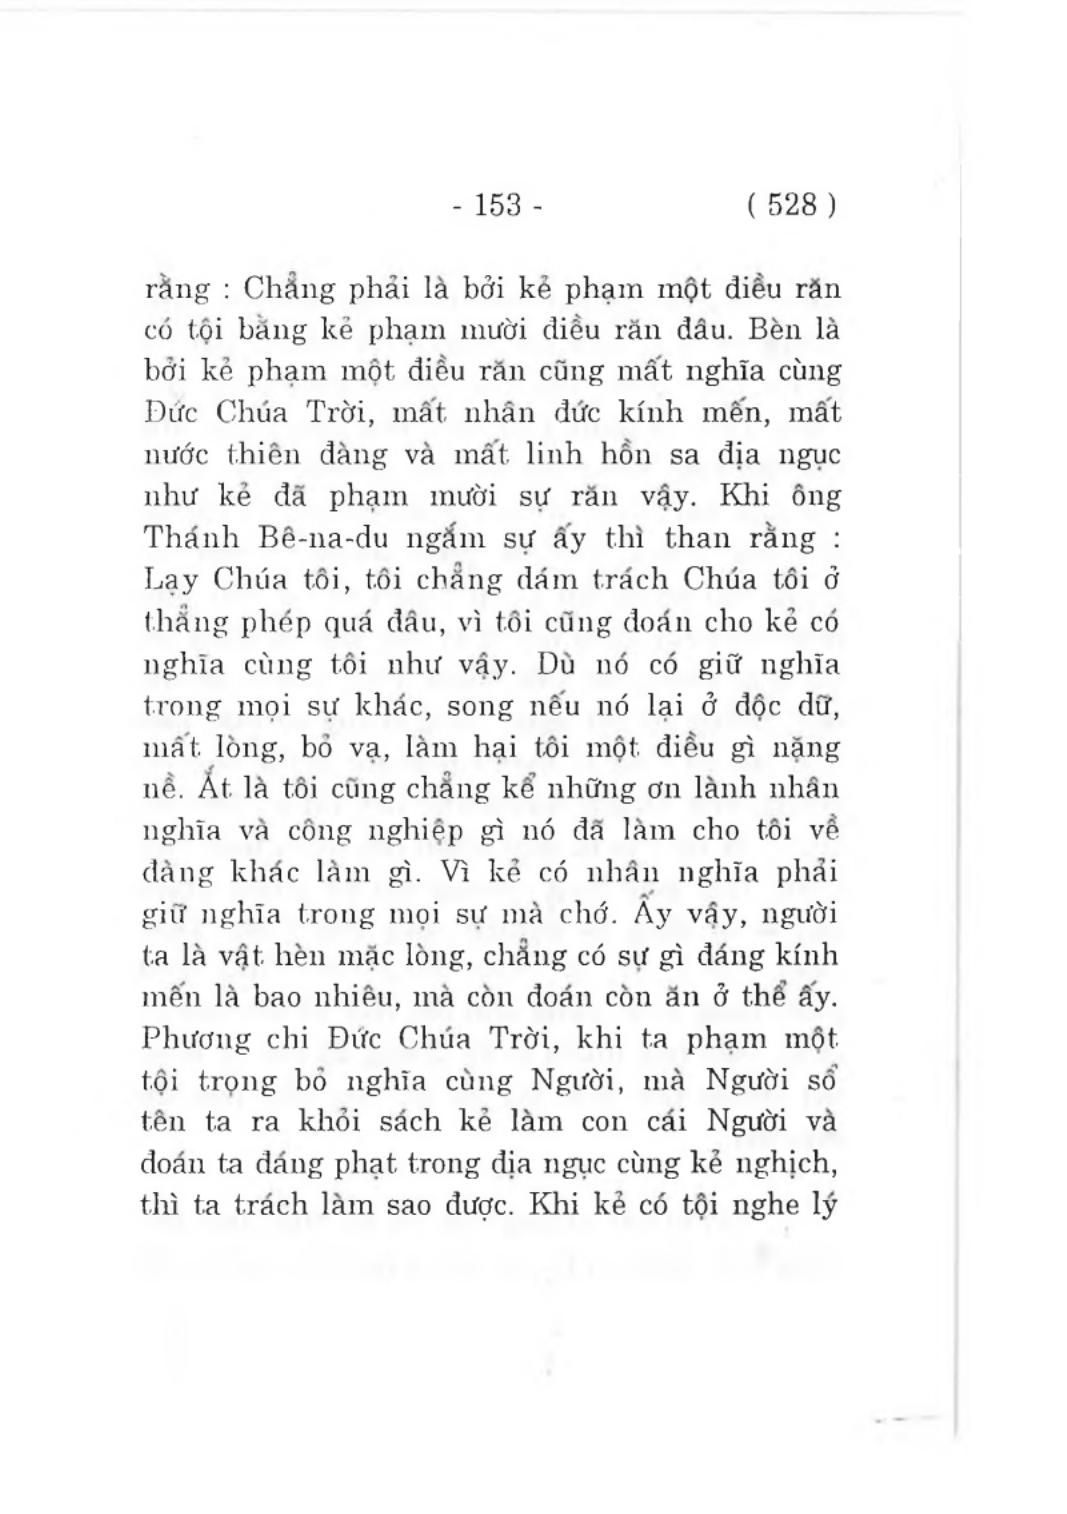 - 153 - ( 528 )
rằng : Chẳng phải là bởi kẻ phạm một điều răn
có tội bằng kẻ phạm mười điều răn đâu. Bèn là
bởi kẻ phạm một điều răn cũng mất nghĩa cùng
Đức Chúa Trời, mất nhân đức kính mến, mất
nước thiên đàng và mất linh hồn sa địa ngục
như kẻ đã phạm mười sự răn vậy. Khi ông
Thánh Bê-na-du ngắm sự ấy thì than rằng :
Lạy Chúa tôi, tôi chẳng dám trách Chúa tôi ở
thẳng phép quá đâu, vì tôi cũng đoán cho kẻ có
nghĩa cùng tôi như vậy. Dù nó có giữ nghĩa
trong mọi sự khác, song nếu nó lại ở độc dữ,
mất lòng, bỏ vạ, làm hại tôi một điều gì nặng
nề. Ắt là tôi cũng chẳng kể những ơn lành nhân
nghĩa và công nghiệp gì nó đã làm cho tôi về
đàng khác làm gì. Vì kẻ có nhân nghĩa phải
giữ nghĩa trong mọi sự mà chớ. Ấy vậy, người
ta là vật hèn mặc lòng, chẳng có sự gì đáng kính
mến là bao nhiêu, mà còn đoán còn ăn ở thể ấy.
Phương chi Đức Chúa Trời, khi ta phạm một
tội trọng bỏ nghĩa cùng Người, mà Người sổ
tên ta ra khỏi sách kẻ làm con cái Người và
đoán ta đáng phạt trong địa ngục cùng kẻ nghịch,
thì ta trách làm sao được. Khi kẻ có tội nghe lý